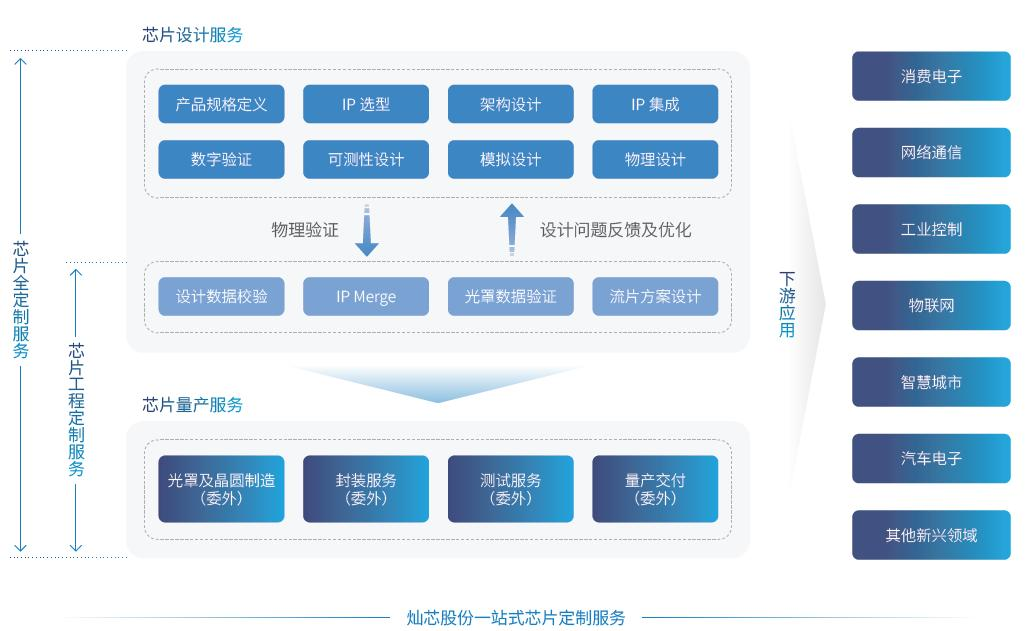 芯片设计服务
产品规格定义
IP 选型
架构设计
IP 集成
数字验证
可测性设计
模拟设计
物理设计
物理验证
设计问题反馈及优化
设计数据校验
IP Merge
光罩数据验证
流片方案设计
芯片全定制服务
芯片工程定制服务
芯片量产服务
光罩及晶圆制造
（委外）
封装服务
（委外）
测试服务
（委外）
量产交付
（委外）
下游应用
消费电子
网络通信
工业控制
物联网
智慧城市
汽车电子
其他新兴领域
灿芯股份一站式芯片定制服务